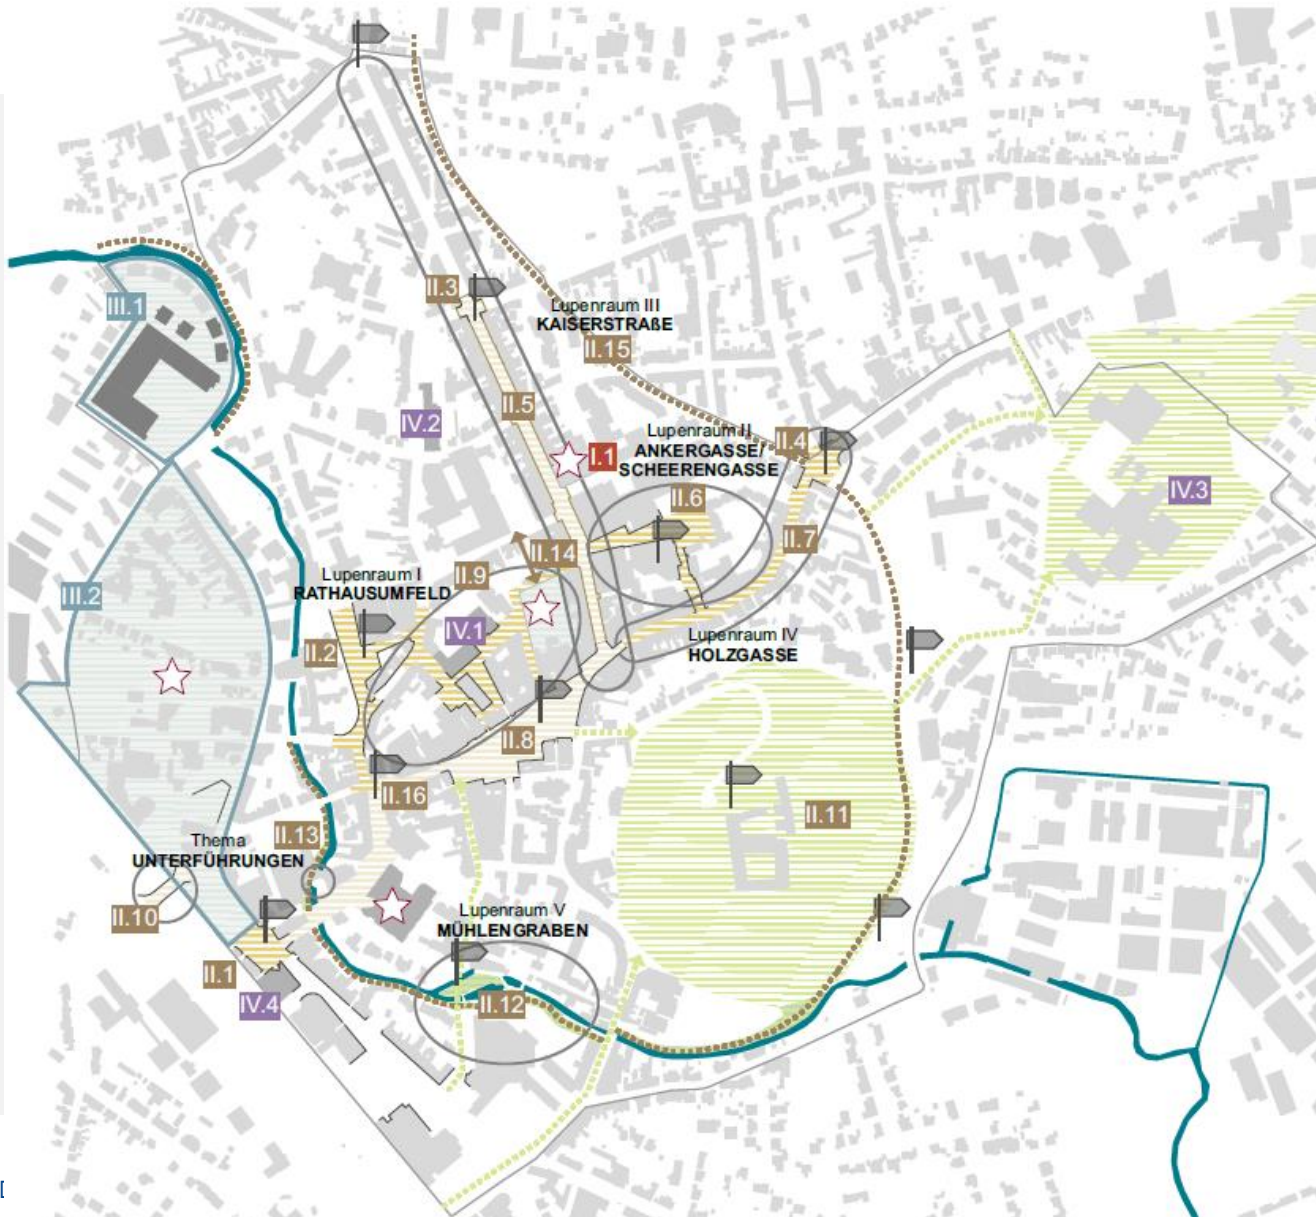 II.3
Lupenraum III
KAISERSTRAßE
III.1
II.15
II.5
IV.2
I.1
Lupenraum II
ANKERGASSE/
SCHEERENGASSE
II.4
II.6
IV.3
II.7
II.14
II.9
Lupenraum I
RATHAUSUMFELD
III.2
IV.1
II.2
Lupenraum IV
HOLZGASSE
II.8
II.16
II.11
II.13
Thema
UNTERFÜHRUNGEN
II.10
Lupenraum V
MÜHLENGRABEN
II.1
IV.4
II.12